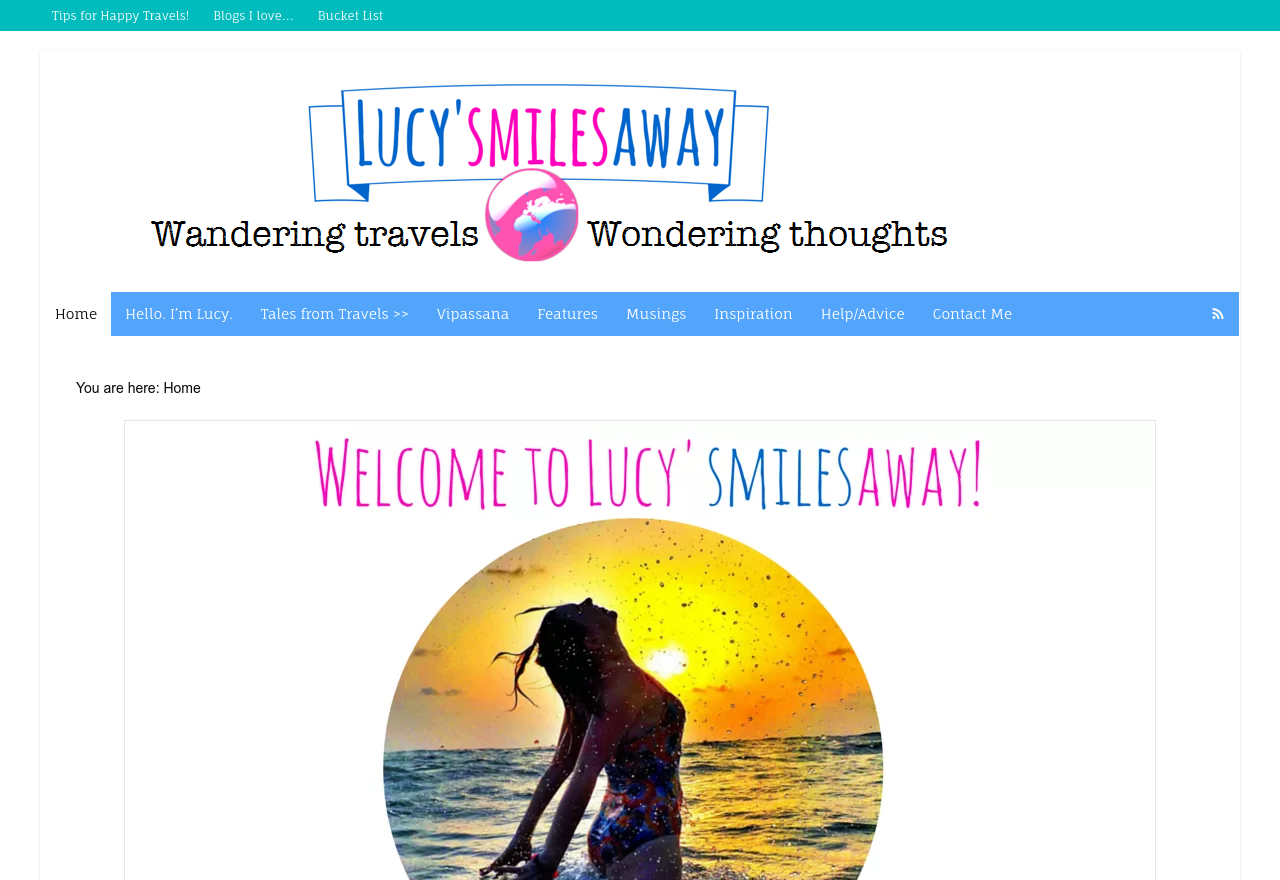 Tips for Happy Travels! Blogs I love... Bucket List
Lucy'smilesaway
Wandering travels Wondering thoughts
Home Hello. I'm Lucy. Tales from Travels >> Vipassana Features Musings Inspiration Help/Advice Contact Me
You are here: Home
Welcome to Lucy'smilesaway!